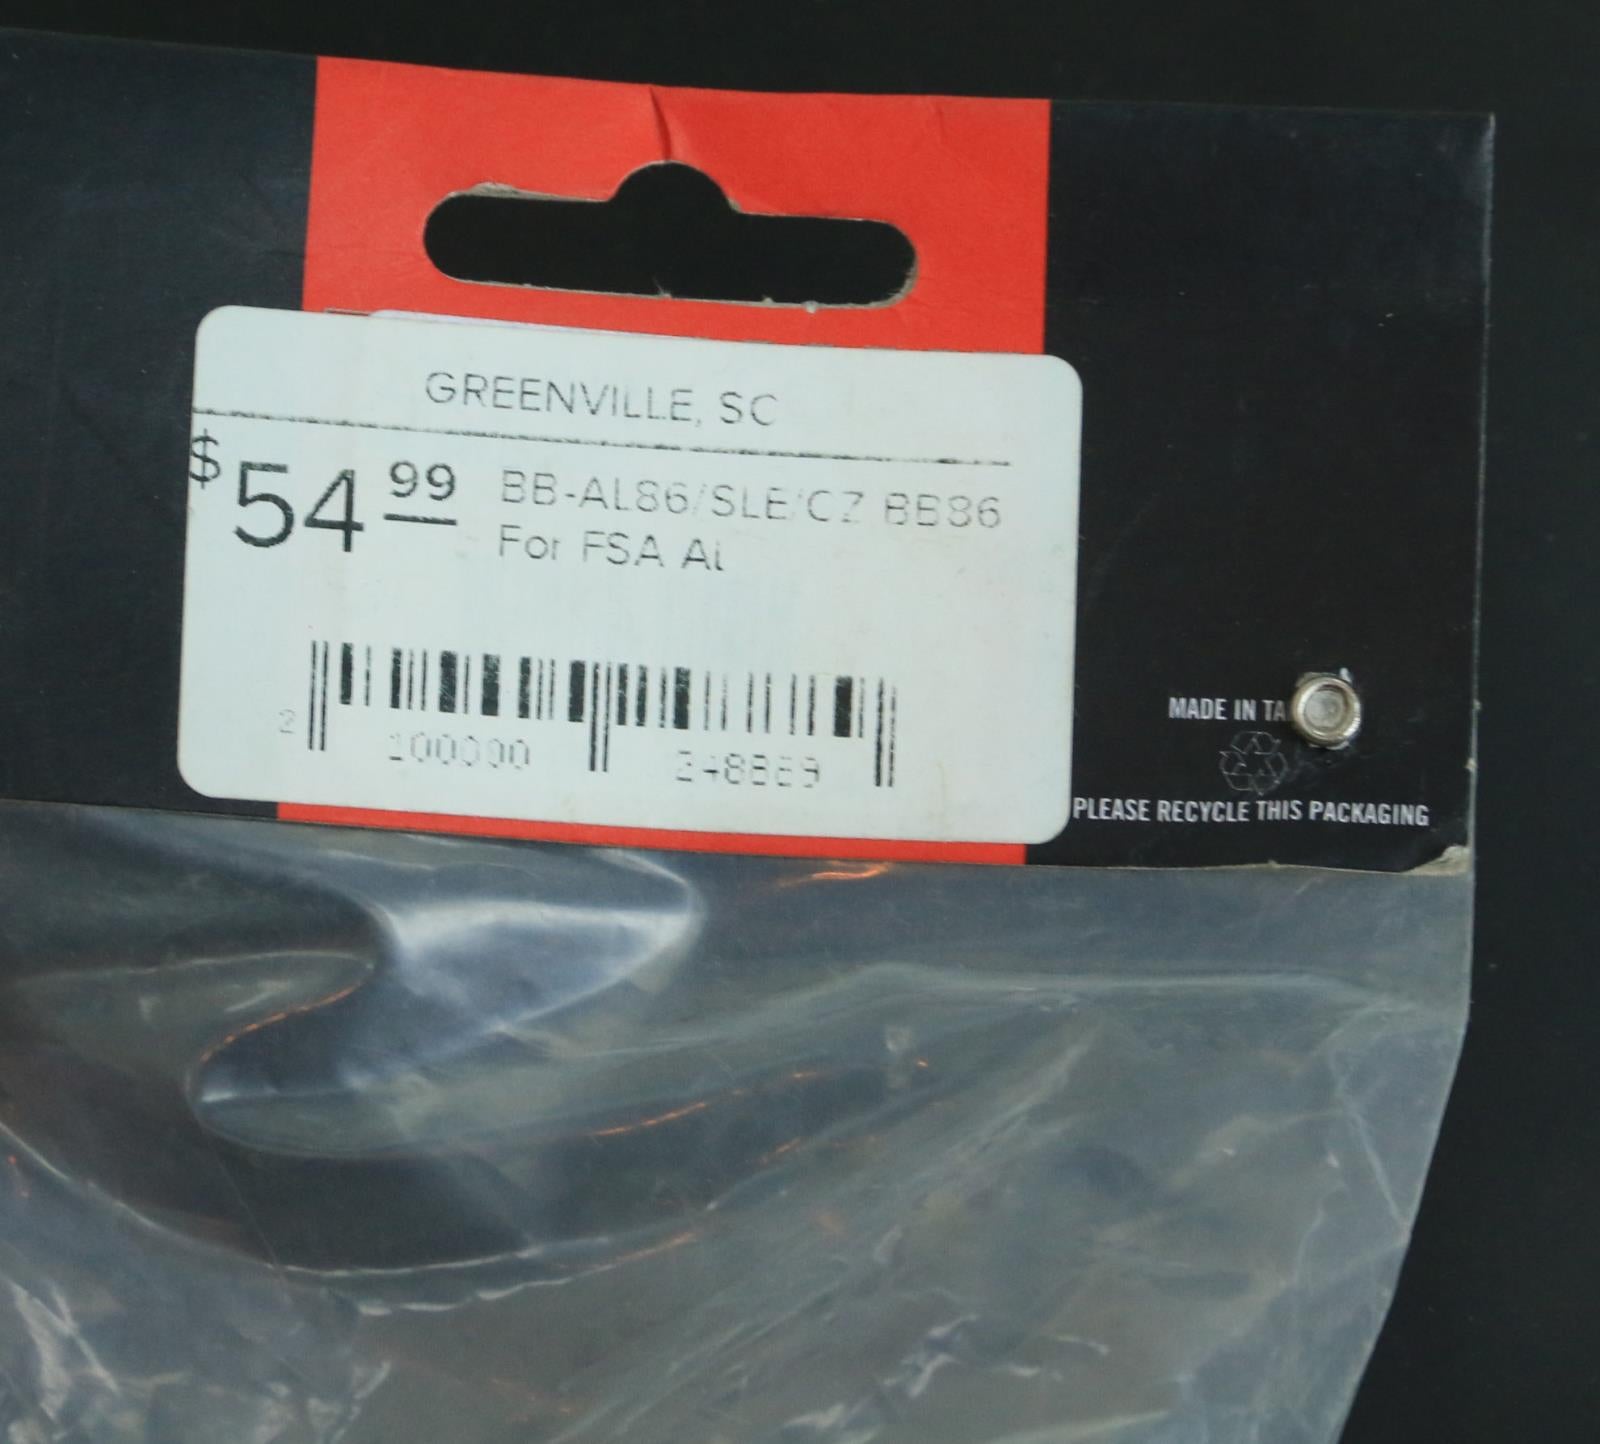 GREENVILLE, SC
$54 99
BB-AL86/SLE/CZ BB86
For FSA AL
2 100000 248889
MADE IN
PLEASE RECYCLE THIS PACKAGING